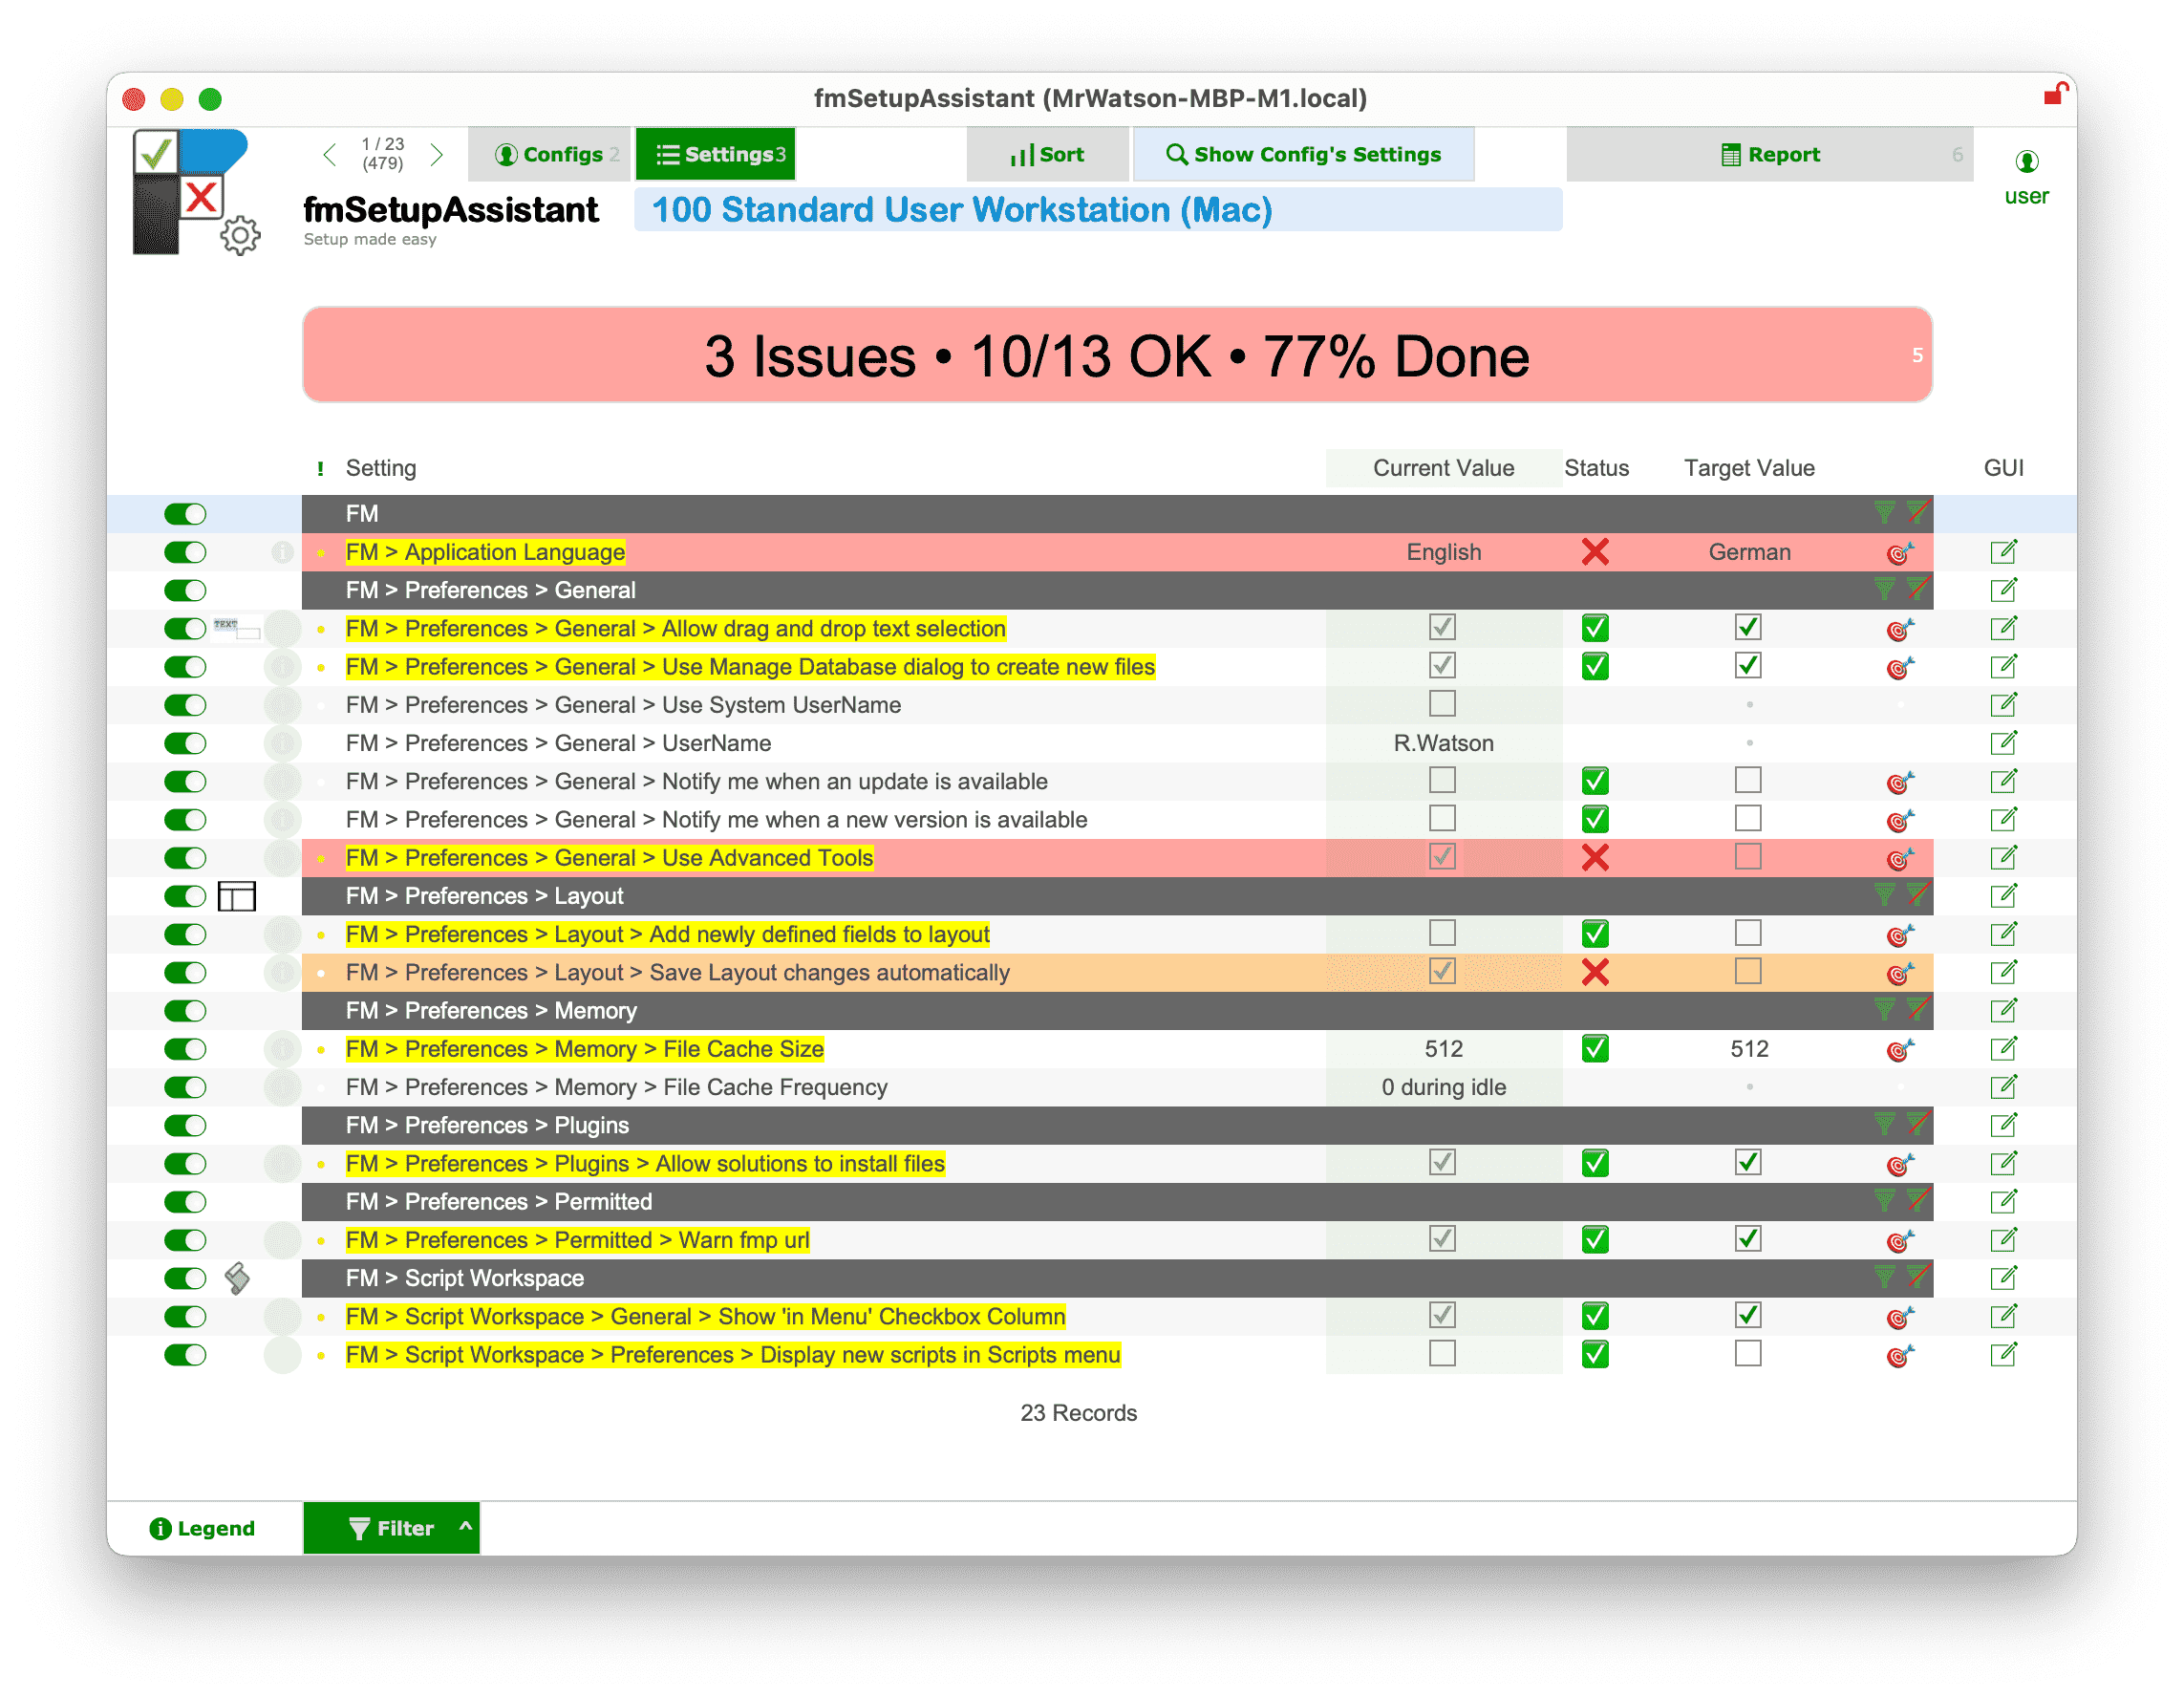 fmSetupAssistant (MrWatson-MBP-M1.local)
1 / 23
(479)
Configs 2
Settings 3
Sort
Show Config's Settings
Report 6
user
fmSetupAssistant
Setup made easy
100 Standard User Workstation (Mac)
3 Issues • 10/13 OK • 77% Done 5
! Setting Current Value Status Target Value GUI
FM
FM > Application Language English German
FM > Preferences > General
TEXT FM > Preferences > General > Allow drag and drop text selection
FM > Preferences > General > Use Manage Database dialog to create new files
FM > Preferences > General > Use System UserName
FM > Preferences > General > UserName R.Watson
FM > Preferences > General > Notify me when an update is available
FM > Preferences > General > Notify me when a new version is available
FM > Preferences > General > Use Advanced Tools
FM > Preferences > Layout
FM > Preferences > Layout > Add newly defined fields to layout
FM > Preferences > Layout > Save Layout changes automatically
FM > Preferences > Memory
FM > Preferences > Memory > File Cache Size 512 512
FM > Preferences > Memory > File Cache Frequency 0 during idle
FM > Preferences > Plugins
FM > Preferences > Plugins > Allow solutions to install files
FM > Preferences > Permitted
FM > Preferences > Permitted > Warn fmp url
FM > Script Workspace
FM > Script Workspace > General > Show 'in Menu' Checkbox Column
FM > Script Workspace > Preferences > Display new scripts in Scripts menu
23 Records
Legend
Filter ^